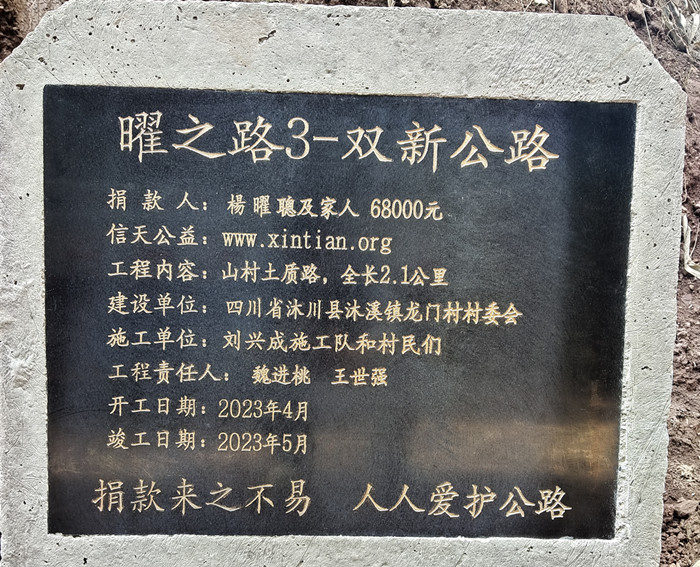 曜之路3-双新公路
捐款人：楊曜聰及家人 68000元
信天公益：www.xintian.org
工程内容：山村土质路，全长2.1公里
建设单位：四川省沐川县沐溪镇龙门村村委会
施工单位：刘兴成施工队和村民们
工程责任人：魏进桃 王世强
开工日期：2023年4月
竣工日期：2023年5月
捐款来之不易 人人爱护公路